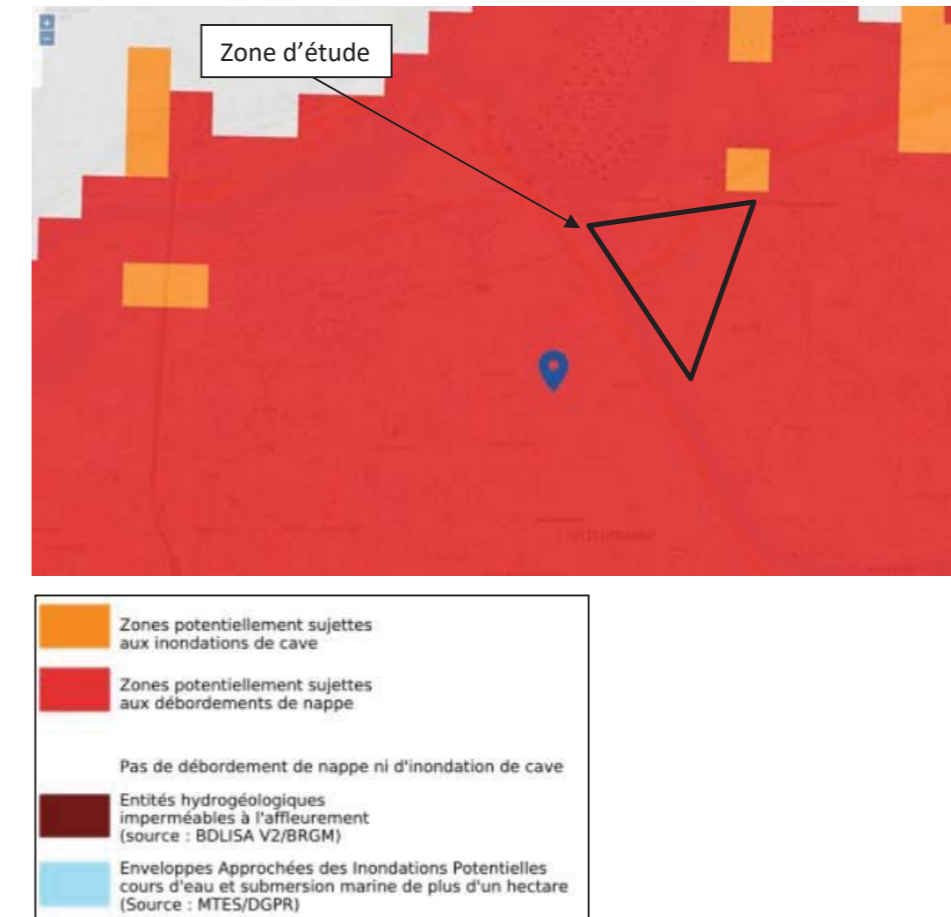 Zone d'étude
Zones potentiellement sujettes
aux inondations de cave
Zones potentiellement sujettes
aux débordements de nappe
Pas de débordement de nappe ni d'inondation de cave
Entités hydrogéologiques
imperméables à l'affleurement
(source : BDLISA V2/BRGM)
Enveloppes Approchées des Inondations Potentielles
cours d'eau et submersion marine de plus d'un hectare
(Source : MTES/DGPR)